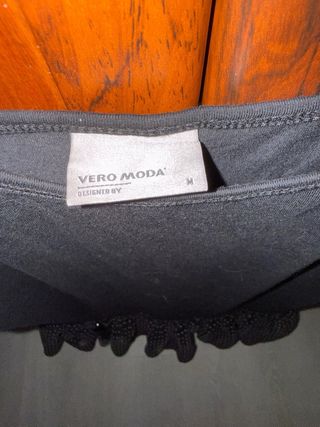 VERO MODA
DESIGNED BY
M